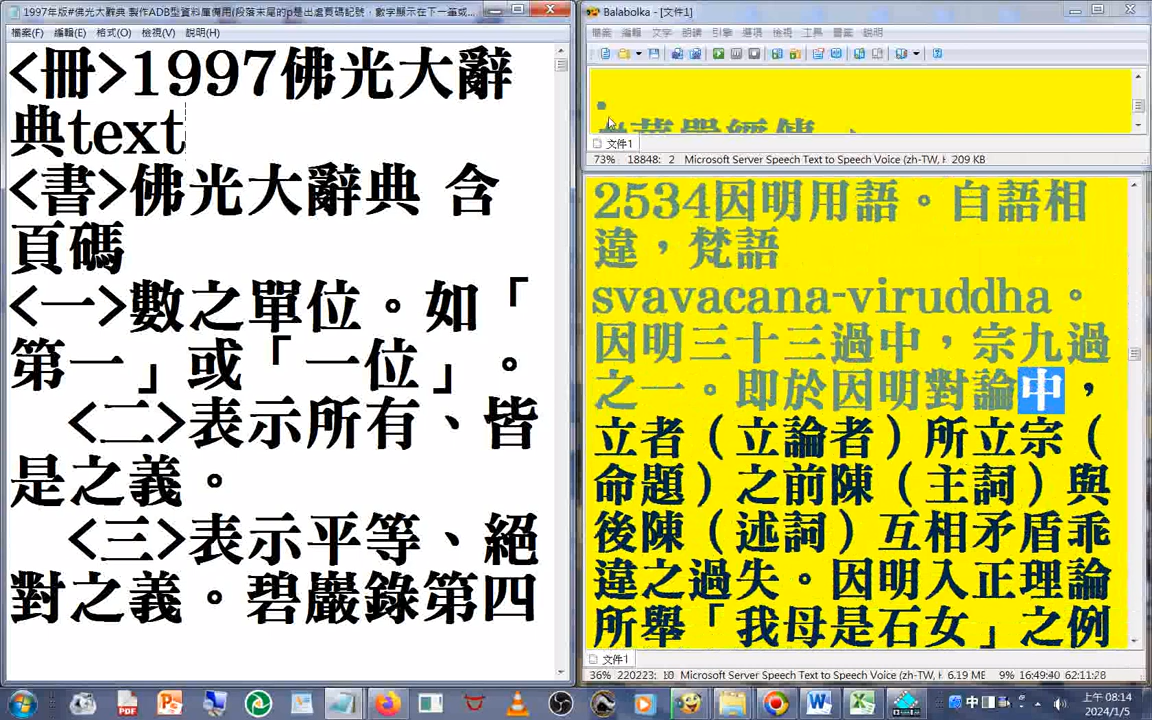 1997年版#佛光大辭典 製作ADB型資料庫備用(段落末尾的p是出處頁碼記號，數字顯示在下一筆或...
檔案(F) 編輯(E) 格式(O) 檢視(V) 說明(H)
<冊>1997佛光大辭
典text
<書>佛光大辭典 含
頁碼
<一>數之單位。如「
第一」或「一位」。
<二>表示所有、皆
是之義。
<三>表示平等、絕
對之義。碧巖錄第四
Balabolka - [文件1]
檔案 編輯 文字 朗讀 引擎 選項 檢視 工具 書籤 說明
文件1
73% 18848: 2 Microsoft Server Speech Text to Speech Voice (zh-TW, H 209 KB
2534因明用語。自語相
違，梵語
svavacana-viruddha。
因明三十三過中，宗九過
之一。即於因明對論中，
立者（立論者）所立宗（
命題）之前陳（主詞）與
後陳（述詞）互相矛盾乖
違之過失。因明入正理論
所舉「我母是石女」之例
文件1
36% 220223: 10 Microsoft Server Speech Text to Speech Voice (zh-TW, H 6.19 ME 9% 16:49:40 62:11:28
上午 08:14
2024/1/5